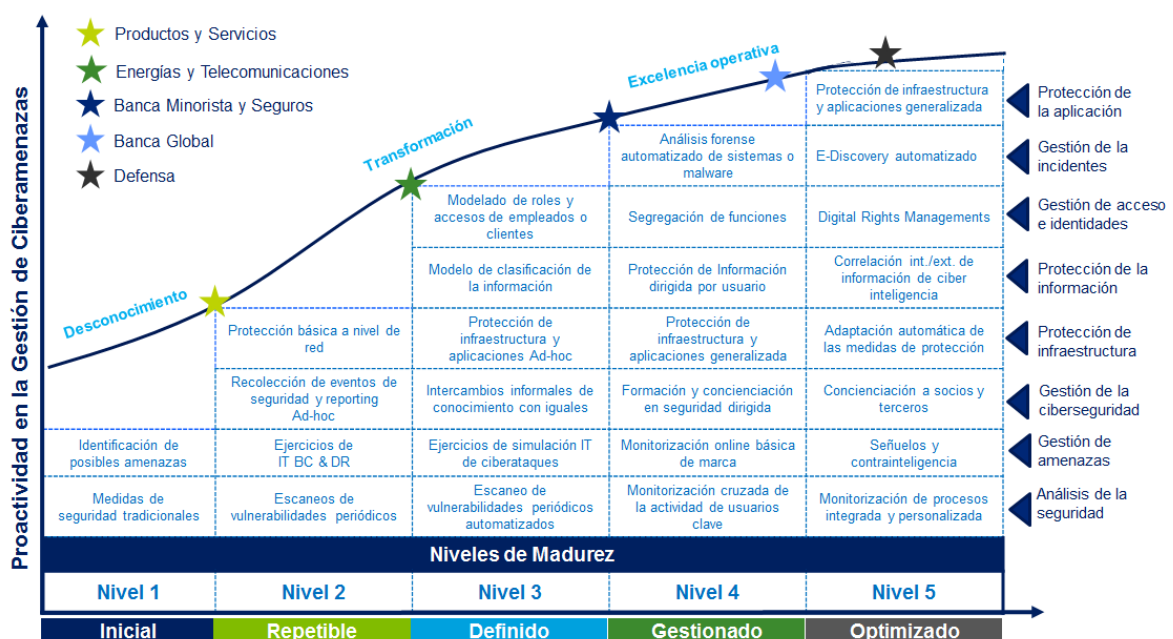 Proactividad en la Gestión de Ciberamenazas
Productos y Servicios
Energías y Telecomunicaciones
Banca Minorista y Seguros
Banca Global
Defensa
Desconocimiento
Transformación
Excelencia operativa
Protección de infraestructura
y aplicaciones generalizada
Protección de
la aplicación
Análisis forense
automatizado de sistemas o
malware
E-Discovery automatizado
Gestión de la
incidentes
Modelado de roles y
accesos de empleados o
clientes
Segregación de funciones
Digital Rights Managements
Gestión de acceso
e identidades
Modelo de clasificación de
la información
Protección de Información
dirigida por usuario
Correlación int./ext. de
información de ciber
inteligencia
Protección de la
información
Protección básica a nivel de
red
Protección de
infraestructura y
aplicaciones Ad-hoc
Protección de
infraestructura y
aplicaciones generalizada
Adaptación automática de
las medidas de protección
Protección de
infraestructura
Recolección de eventos de
seguridad y reporting
Ad-hoc
Intercambios informales de
conocimiento con iguales
Formación y concienciación
en seguridad dirigida
Concienciación a socios y
terceros
Gestión de la
ciberseguridad
Identificación de
posibles amenazas
Ejercicios de
IT BC & DR
Ejercicios de simulación IT
de ciberataques
Monitorización online básica
de marca
Señuelos y
contrainteligencia
Gestión de
amenazas
Medidas de
seguridad tradicionales
Escaneos de
vulnerabilidades periódicos
Escaneo de
vulnerabilidades periódicos
automatizados
Monitorización cruzada de
la actividad de usuarios
clave
Monitorización de procesos
integrada y personalizada
Análisis de la
seguridad
Niveles de Madurez
Nivel 1
Nivel 2
Nivel 3
Nivel 4
Nivel 5
Inicial
Repetible
Definido
Gestionado
Optimizado